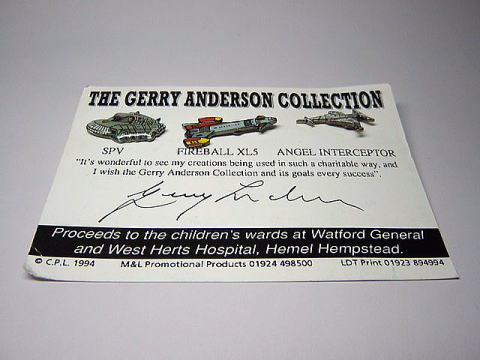 THE GERRY ANDERSON COLLECTION
SPV FIREBALL XL5 ANGEL INTERCEPTOR
"It's wonderful to see my creations being used in such a charitable way, and
I wish the Gerry Anderson Collection and its goals every success".
Gerry Anderson
Proceeds to the children's wards at Watford General
and West Herts Hospital, Hemel Hempstead.
© C.P.L. 1994 M&L Promotional Products 01924 498500 LDT Print 01923 894994